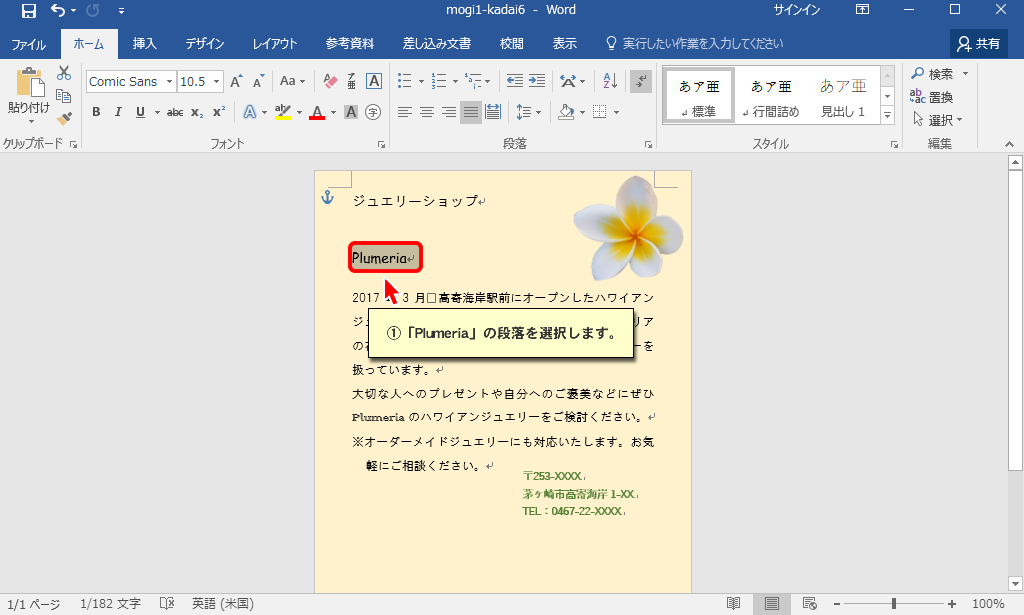 mogi1-kadai6 - Word
サインイン
ファイル ホーム 挿入 デザイン レイアウト 参考資料 差し込み文書 校閲 表示 実行したい作業を入力してください 共有
貼り付け
Comic Sans 10.5
Aa
B I U abc x₂ x²
あア亜 あア亜 あア亜
標準 行間詰め 見出し 1
検索
置換
選択
クリップボード フォント 段落 スタイル 編集
ジュエリーショップ
Plumeria
2017 3 月□高寄海岸駅前にオープンしたハワイアン
①「Plumeria」の段落を選択します。
扱っています。
大切な人へのプレゼントや自分へのご褒美などにぜひ
Plumeria のハワイアンジュエリーをご検討ください。
※オーダーメイドジュエリーにも対応いたします。お気
軽にご相談ください。
〒253-XXXX
茅ヶ崎市高寄海岸 1-XX
TEL：0467-22-XXXX
1/1 ページ 1/182 文字 英語 (米国) 100%